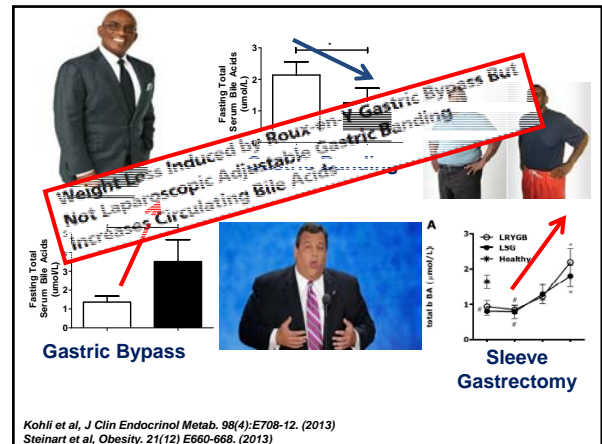 Fasting Total
Serum Bile Acids
(umol/L)
3
2
1
*
Weight Loss Induced by Roux-en-Y Gastric Bypass But
Not Laparoscopic Adjustable Gastric Banding
Increases Circulating Bile Acids
Fasting Total
Serum Bile Acids
(umol/L)
5
4
3
2
1
0
Gastric Bypass
A
LRYGB
LSG
Healthy
total b BA (μmol/L)
3
2
1
0
#
#
#
*
*
Sleeve
Gastrectomy
Kohli et al, J Clin Endocrinol Metab. 98(4):E708-12. (2013)
Steinart et al, Obesity. 21(12) E660-668. (2013)